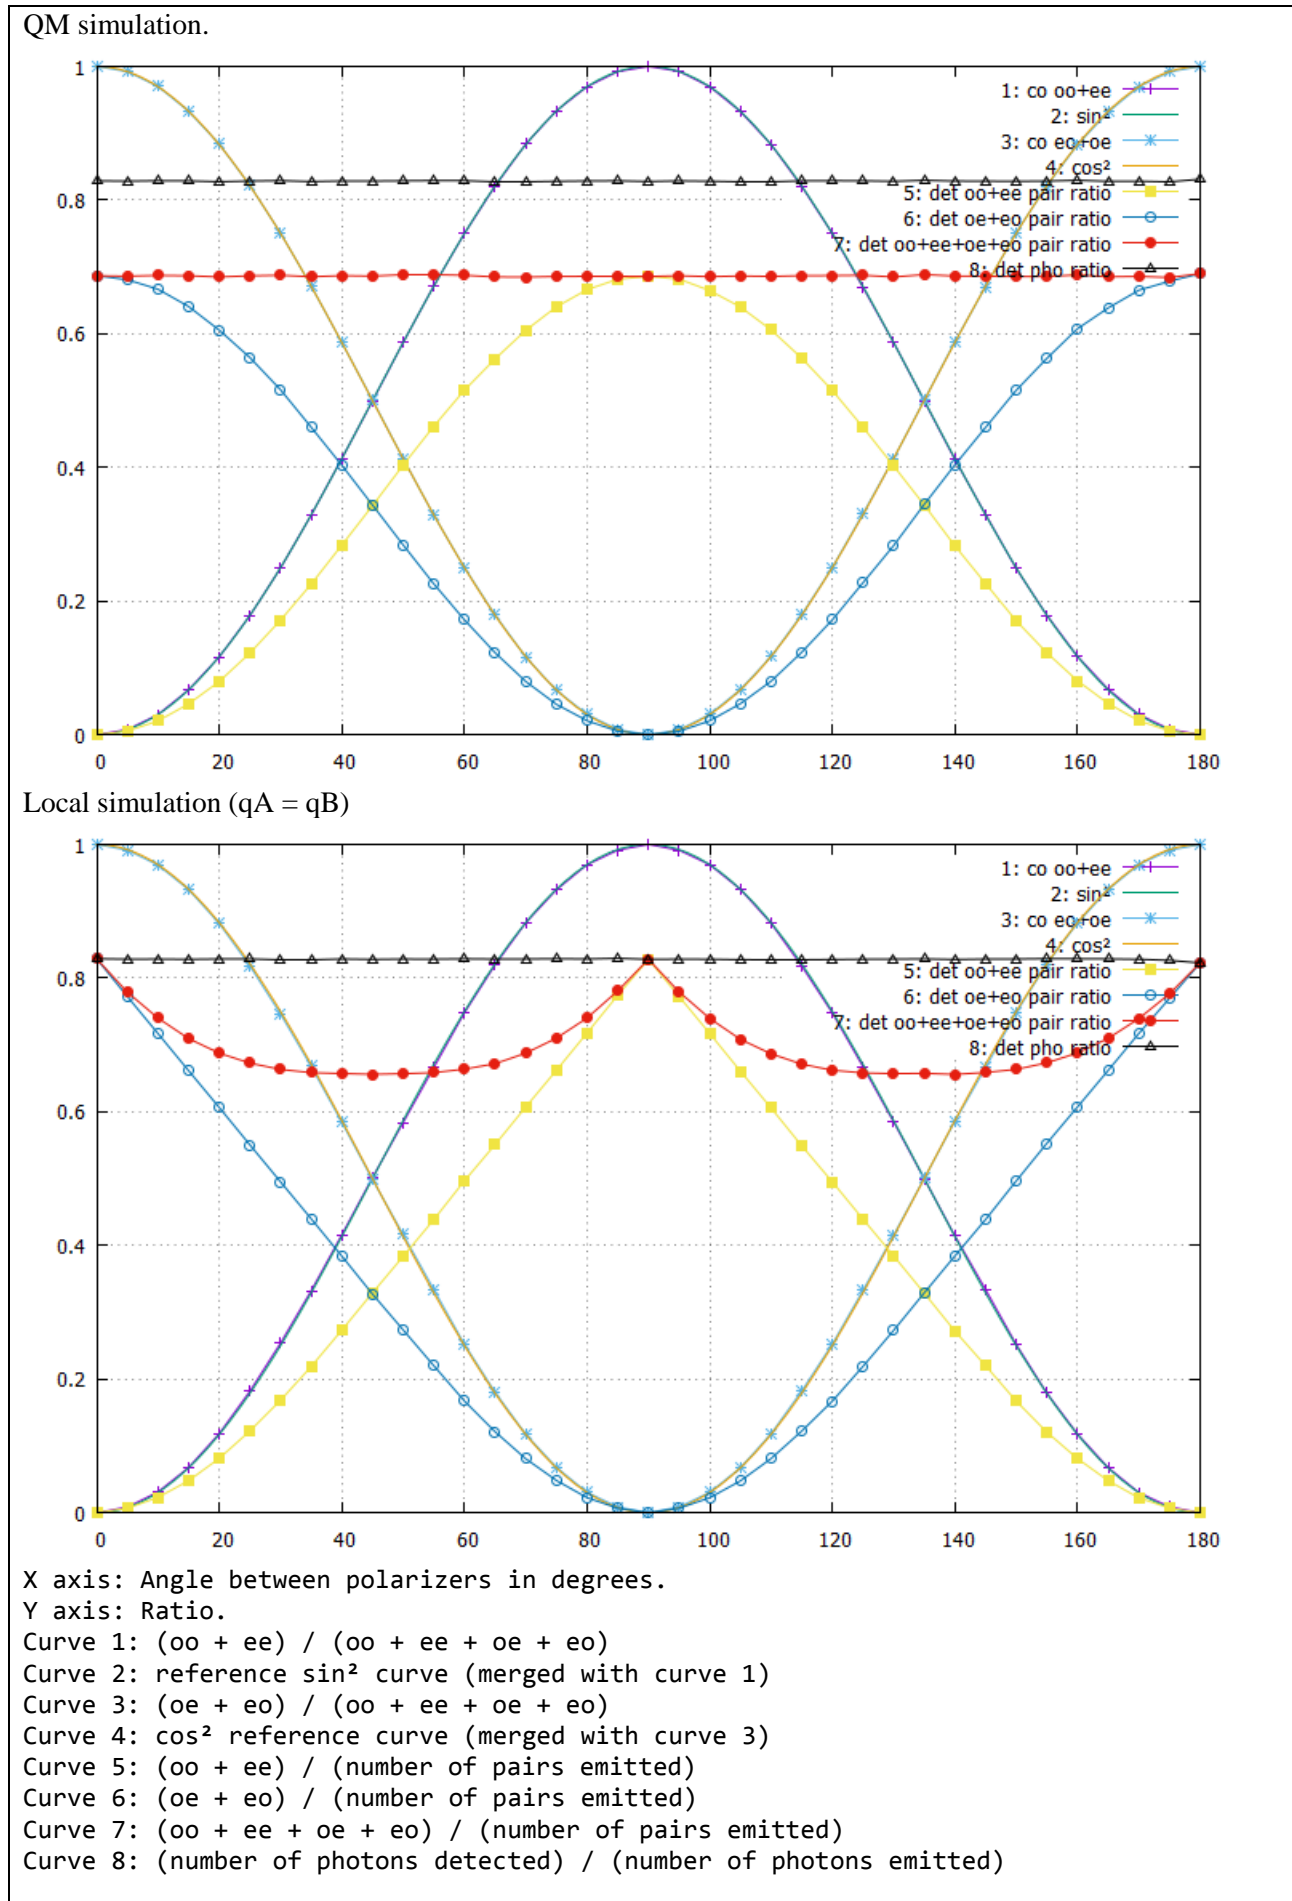 QM simulation.
1
0.8
0.6
0.4
0.2
0
1: co oo+ee
2: sin²
3: co eo+oe
4: cos²
5: det oo+ee pair ratio
6: det oe+eo pair ratio
7: det oo+ee+oe+eo pair ratio
8: det pho ratio
0 20 40 60 80 100 120 140 160 180
Local simulation (qA = qB)
1
0.8
0.6
0.4
0.2
0
1: co oo+ee
2: sin²
3: co eo+oe
4: cos²
5: det oo+ee pair ratio
6: det oe+eo pair ratio
7: det oo+ee+oe+eo pair ratio
8: det pho ratio
0 20 40 60 80 100 120 140 160 180
X axis: Angle between polarizers in degrees.
Y axis: Ratio.
Curve 1: (oo + ee) / (oo + ee + oe + eo)
Curve 2: reference sin² curve (merged with curve 1)
Curve 3: (oe + eo) / (oo + ee + oe + eo)
Curve 4: cos² reference curve (merged with curve 3)
Curve 5: (oo + ee) / (number of pairs emitted)
Curve 6: (oe + eo) / (number of pairs emitted)
Curve 7: (oo + ee + oe + eo) / (number of pairs emitted)
Curve 8: (number of photons detected) / (number of photons emitted)